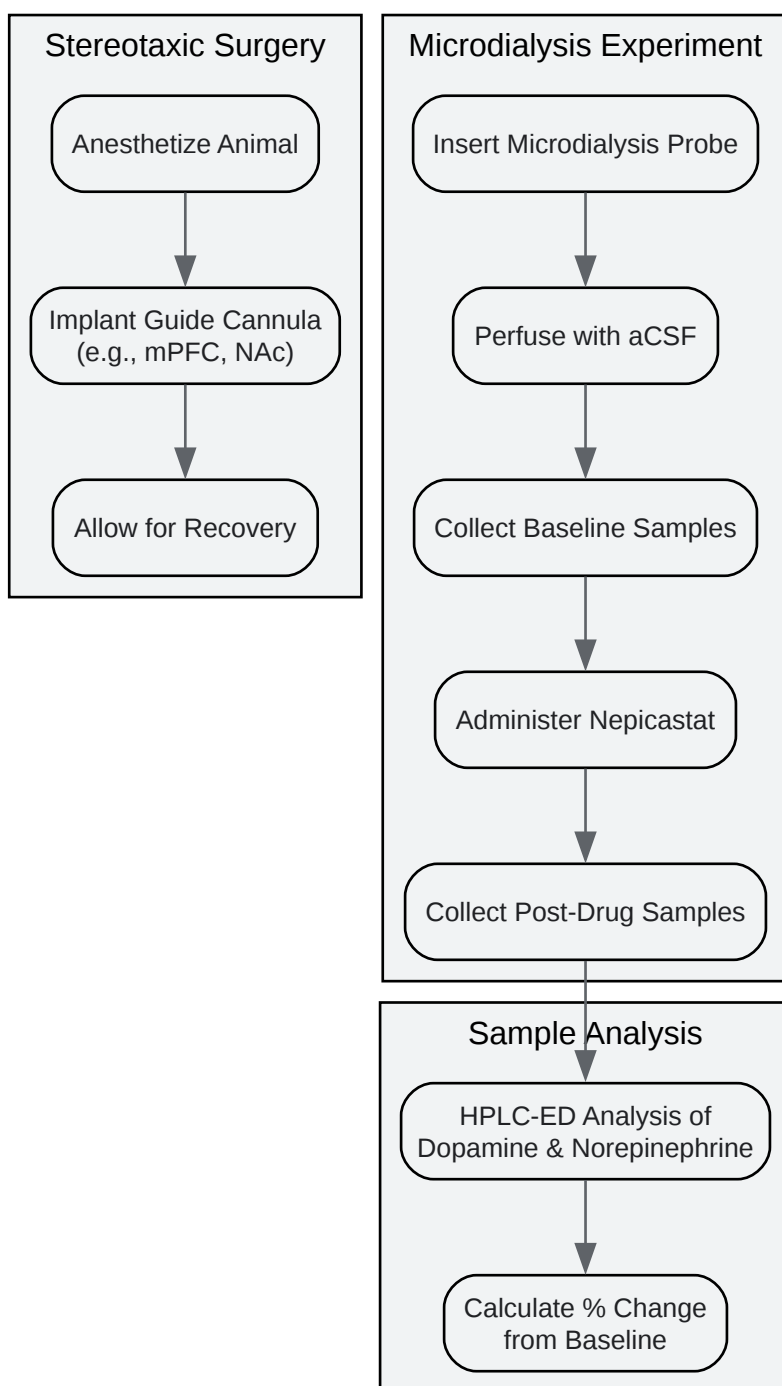 Stereotaxic Surgery
Anesthetize Animal
Implant Guide Cannula
(e.g., mPFC, NAc)
Allow for Recovery
Microdialysis Experiment
Insert Microdialysis Probe
Perfuse with aCSF
Collect Baseline Samples
Administer Nepicastat
Collect Post-Drug Samples
Sample Analysis
HPLC-ED Analysis of
Dopamine & Norepinephrine
Calculate % Change
from Baseline